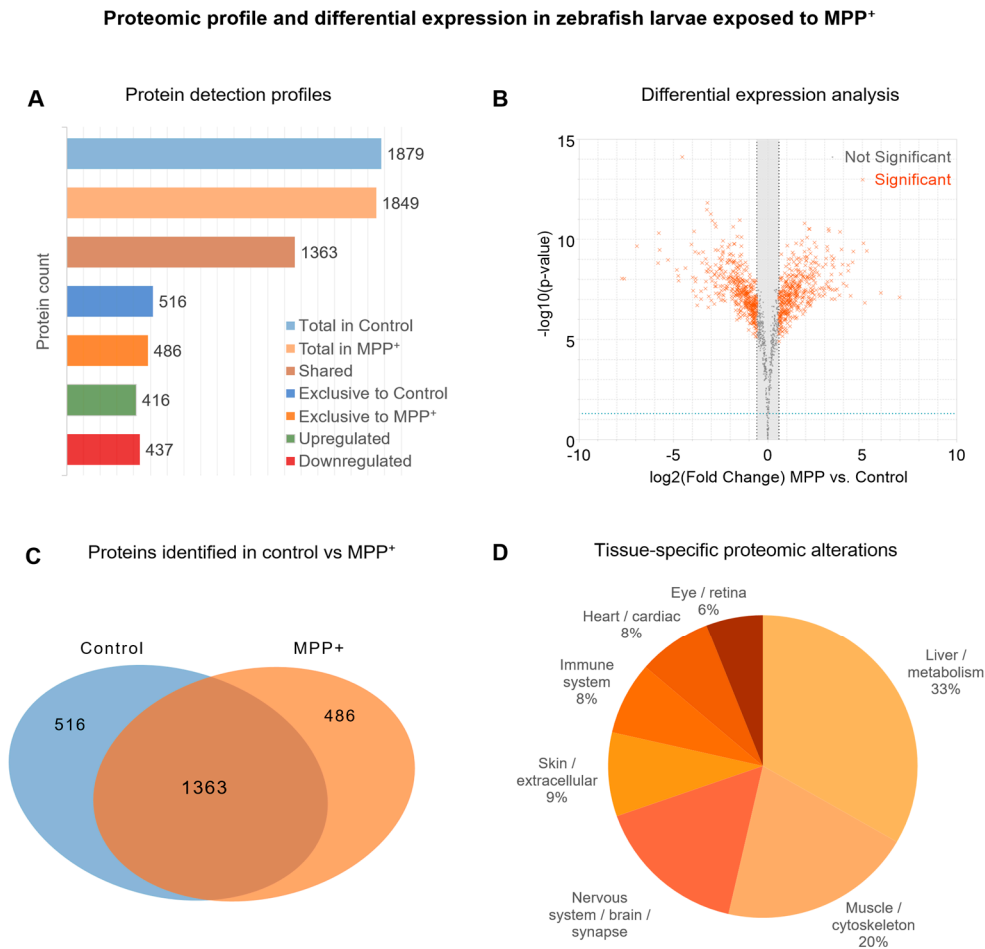 Proteomic profile and differential expression in zebrafish larvae exposed to MPP⁺
A
Protein detection profiles
Protein count
1879
1849
1363
516
486
416
437
Total in Control
Total in MPP⁺
Shared
Exclusive to Control
Exclusive to MPP⁺
Upregulated
Downregulated
B
Differential expression analysis
-log10(p-value)
15
10
5
0
Not Significant
Significant
-10
-5
0
5
10
log2(Fold Change) MPP vs. Control
C
Proteins identified in control vs MPP⁺
Control
MPP+
516
486
1363
D
Tissue-specific proteomic alterations
Eye / retina
6%
Heart / cardiac
8%
Immune
system
8%
Skin /
extracellular
9%
Nervous
system / brain /
synapse
Muscle /
cytoskeleton
20%
Liver /
metabolism
33%